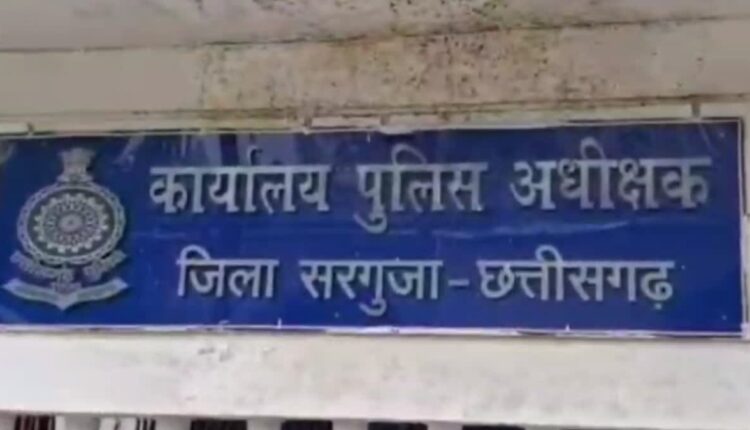 कार्यालय पुलिस अधीक्षक
जिला सरगुजा - छत्तीसगढ़